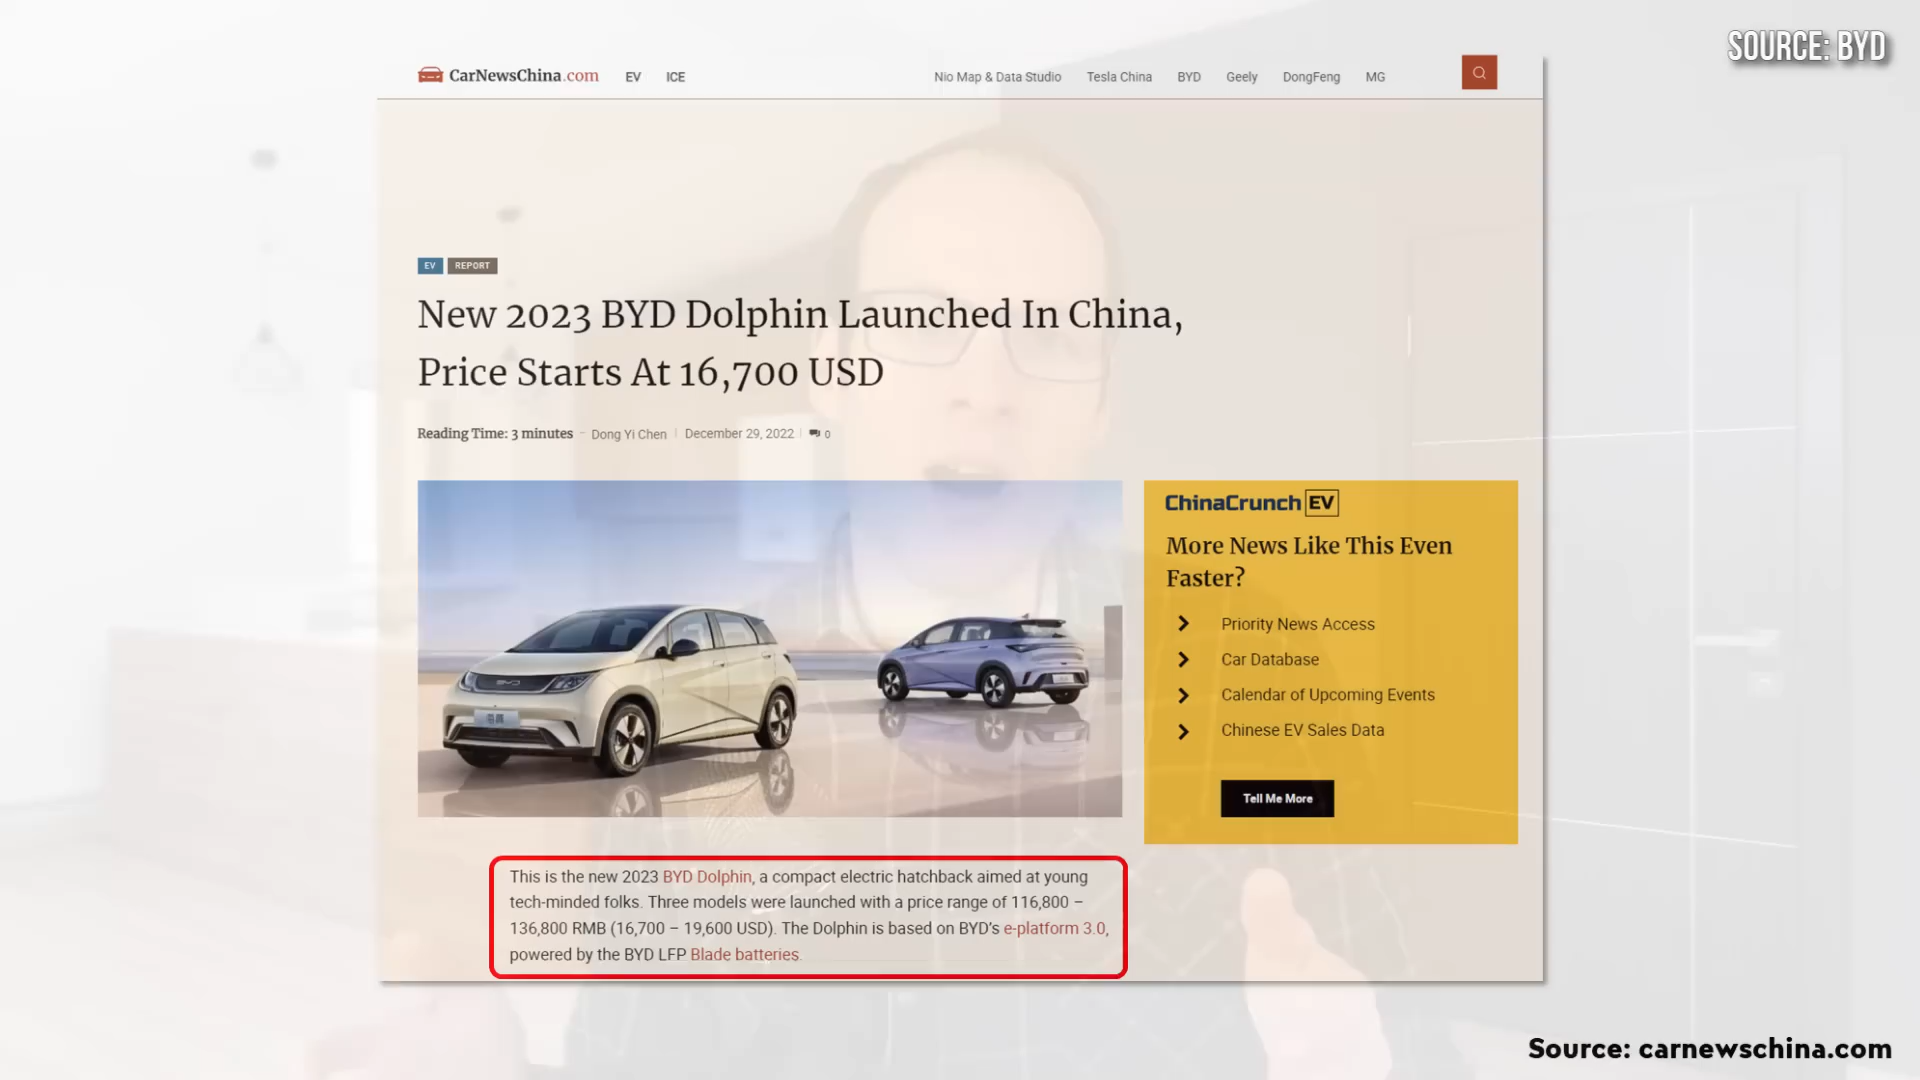 SOURCE: BYD
CarNewsChina.com EV ICE Nio Map & Data Studio Tesla China BYD Geely DongFeng MG
EV REPORT
New 2023 BYD Dolphin Launched In China,
Price Starts At 16,700 USD
Reading Time: 3 minutes - Dong Yi Chen | December 29, 2022 | 0
ChinaCrunch EV
More News Like This Even
Faster?
Priority News Access
Car Database
Calendar of Upcoming Events
Chinese EV Sales Data
Tell Me More
BYD
This is the new 2023 BYD Dolphin, a compact electric hatchback aimed at young
tech-minded folks. Three models were launched with a price range of 116,800 –
136,800 RMB (16,700 – 19,600 USD). The Dolphin is based on BYD's e-platform 3.0,
powered by the BYD LFP Blade batteries.
Source: carnewschina.com